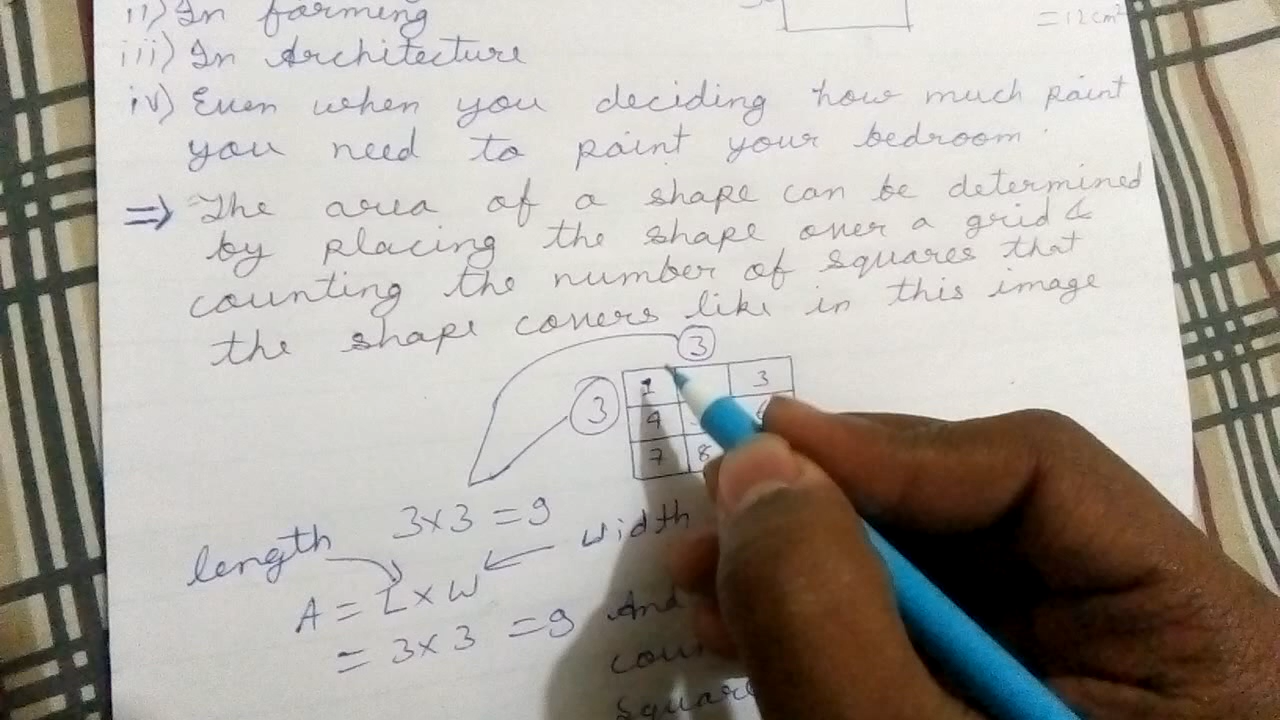 ii) In farming
= 12 cm²
iii) In Architecture
iv) Even when you deciding how much paint
you need to paint your bedroom.
⇒ The area of a shape can be determined
by placing the shape over a grid &
counting the number of squares that
the shape covers like in this image
3
3
1 3
4
7 8
3×3 = 9
length width
A = L × W
= 3×3 = 9 And